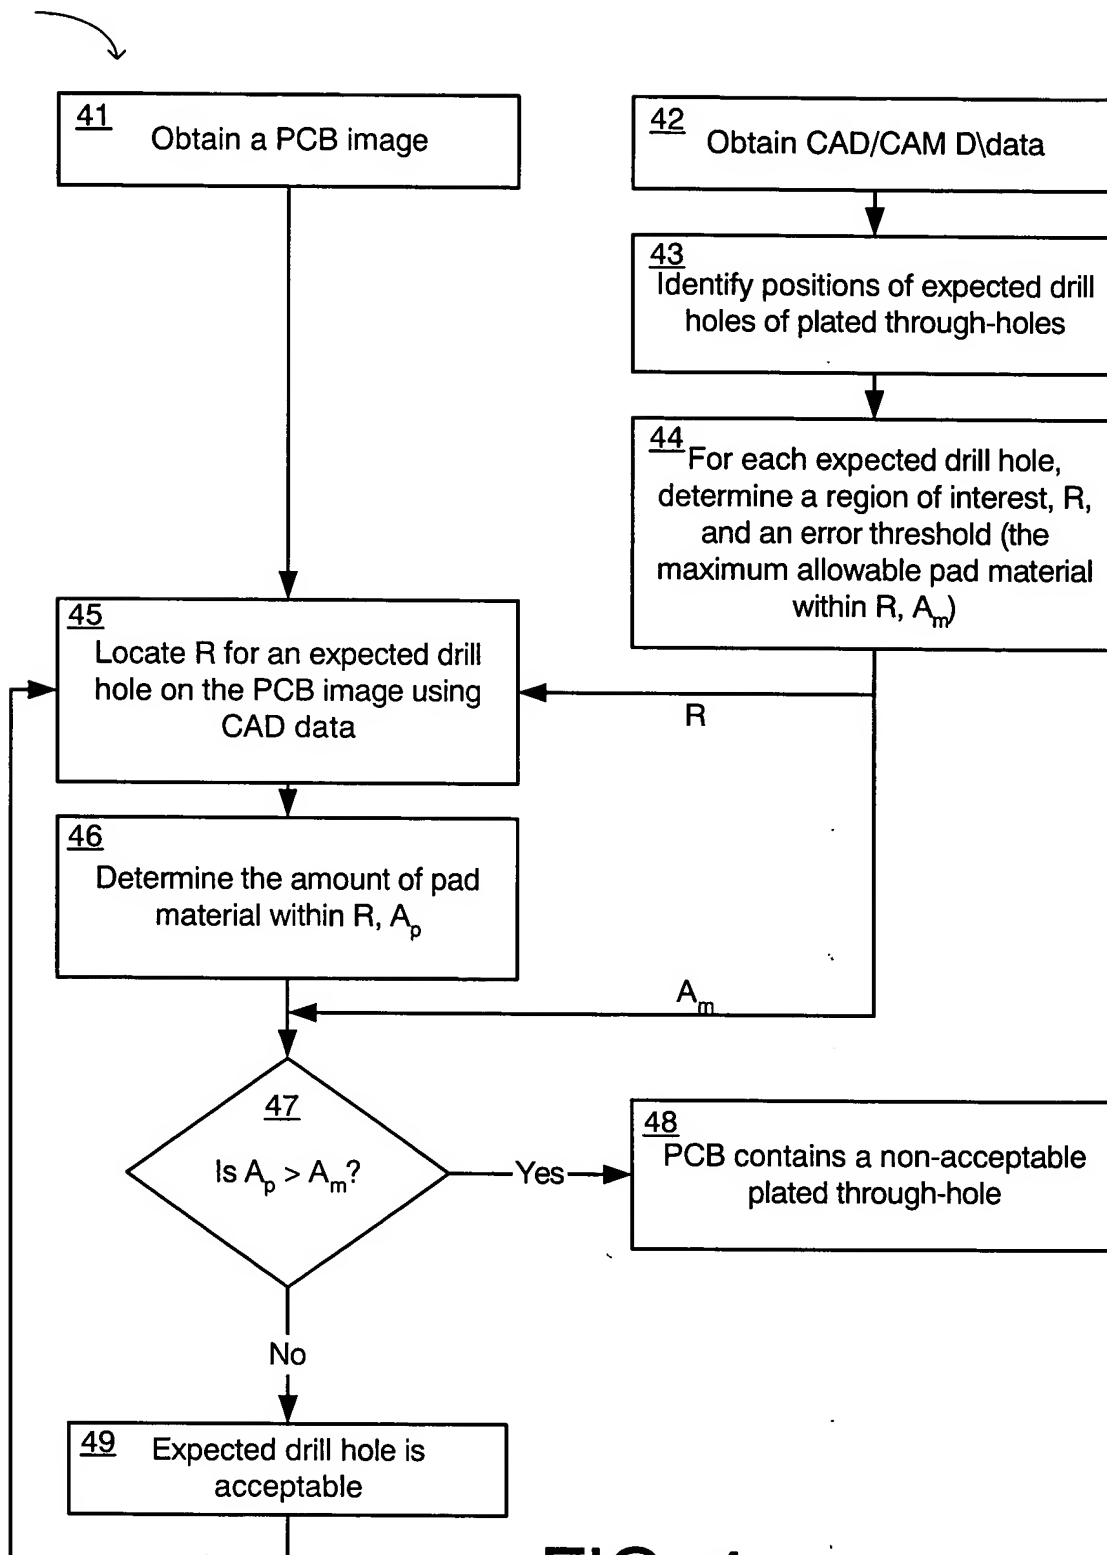 41
Obtain a PCB image
42
Obtain CAD/CAM D\data
43
Identify positions of expected drill
holes of plated through-holes
44
For each expected drill hole,
determine a region of interest, R,
and an error threshold (the
maximum allowable pad material
within R, Am)
45
Locate R for an expected drill
hole on the PCB image using
CAD data
R
46
Determine the amount of pad
material within R, Ap
Am
47
Is Ap > Am?
Yes
48
PCB contains a non-acceptable
plated through-hole
No
49
Expected drill hole is
acceptable